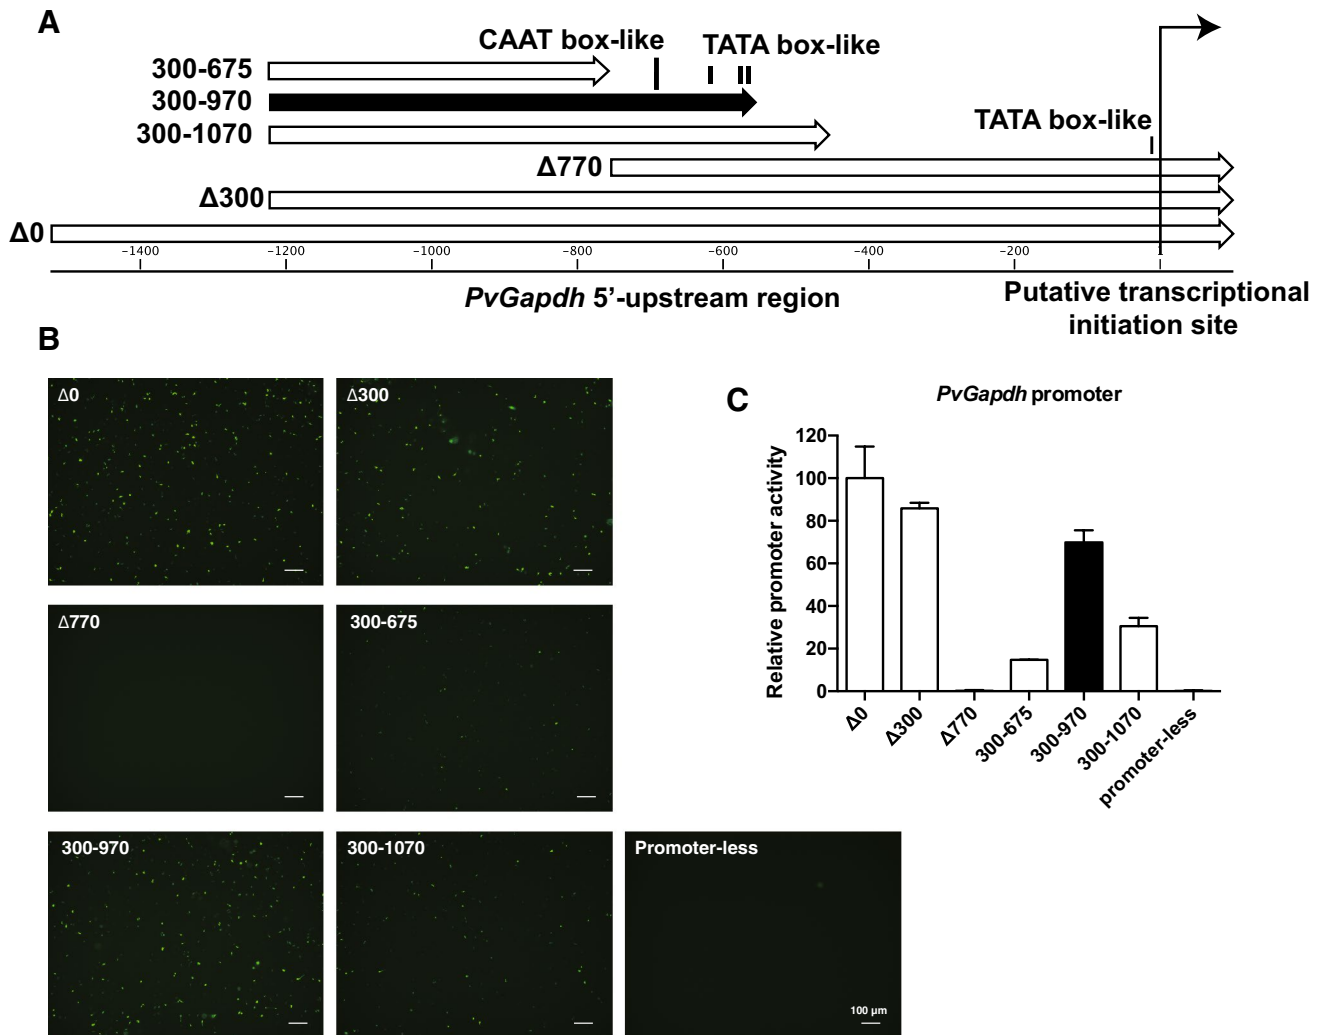 A
CAAT box-like
TATA box-like
300-675
300-970
300-1070
TATA box-like
Δ770
Δ300
Δ0
−1400 −1200 −1000 −800 −600 −400 −200 1
PvGapdh 5’-upstream region
Putative transcriptional
initiation site
B
Δ0
Δ300
Δ770
300-675
300-970
300-1070
Promoter-less
100 μm
C
PvGapdh promoter
Relative promoter activity
120
100
80
60
40
20
0
Δ0
Δ300
Δ770
300-675
300-970
300-1070
promoter-less